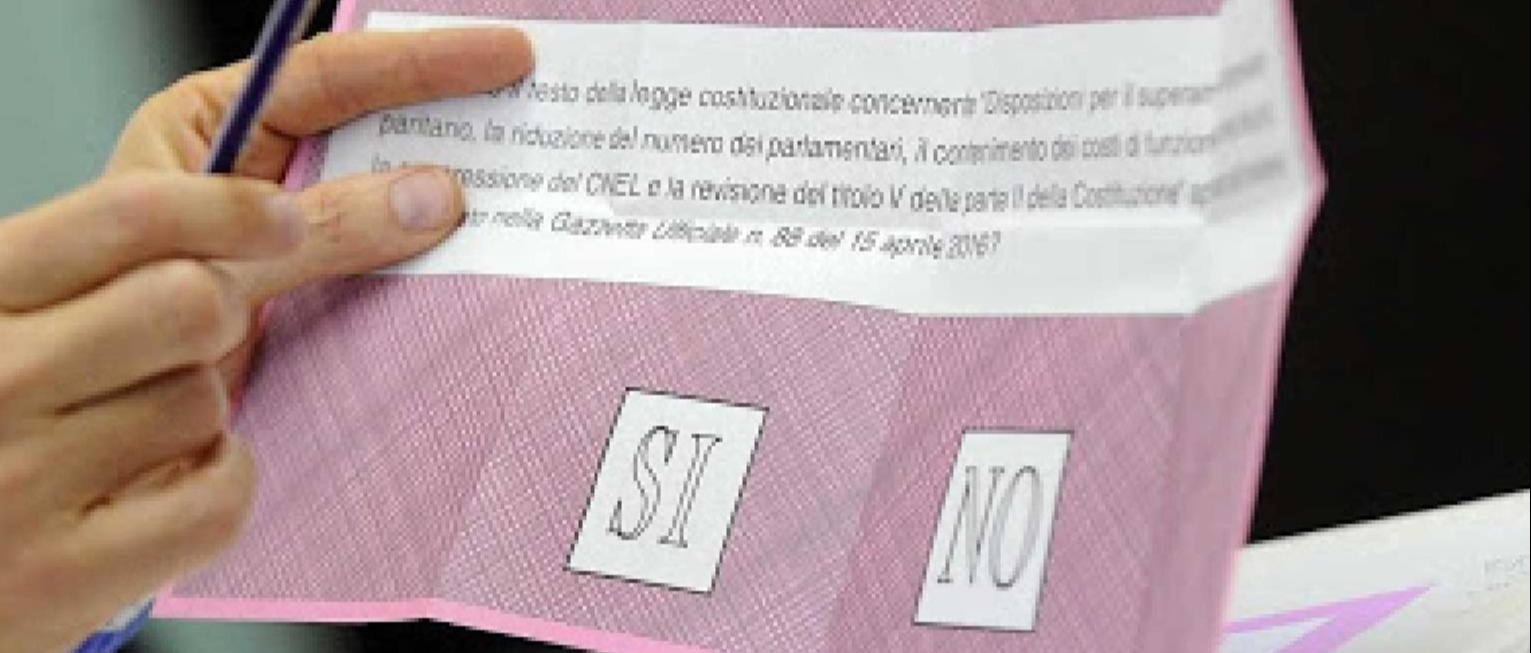 il testo della legge costituzionale concernente "Disposizioni per il
paritario, la riduzione del numero dei parlamentari, il contenimento dei costi di
la soppressione del CNEL e la revisione del titolo V della parte II della Costituzione"
nella Gazzetta Ufficiale n. 88 del 15 aprile 2016?
SI NO